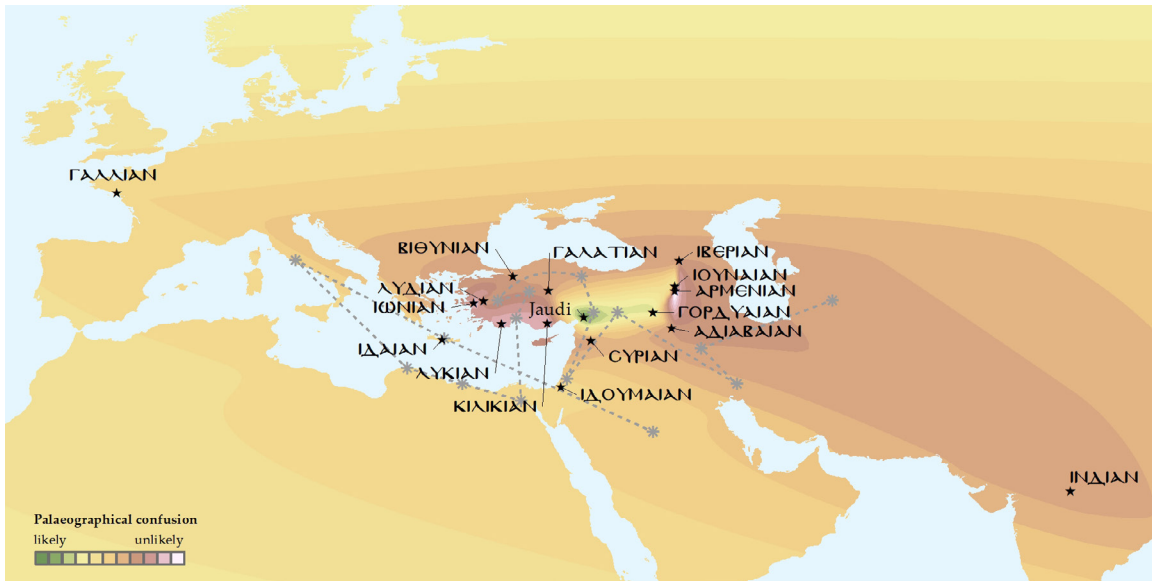 ΓΑΛΛΙΑΝ
ΒΙΘΥΝΙΑΝ
ΓΑΛΑΤΙΑΝ
ΙΒΕΡΙΑΝ
ΙΟΥΝΑΙΑΝ
ΛΥΔΙΑΝ
ΑΡΜΕΝΙΑΝ
ΙΩΝΙΑΝ
Jaudi
ΓΟΡΔΥΑΙΑΝ
ΑΔΙΑΒΑΙΑΝ
ΙΔΑΙΑΝ
ϹΥΡΙΑΝ
ΛΥΚΙΑΝ
ΙΔΟΥΜΑΙΑΝ
ΚΙΛΙΚΙΑΝ
ΙΝΔΙΑΝ
Palaeographical confusion
likely unlikely